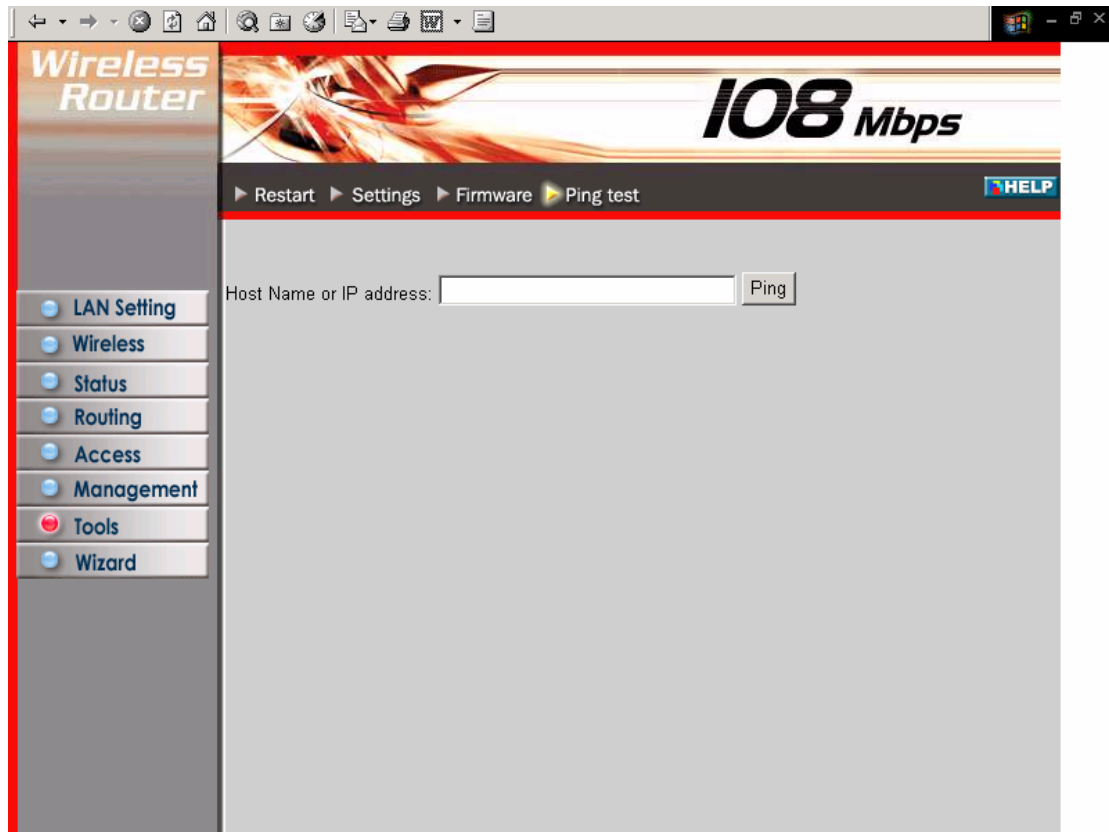 Wireless
Router
108 Mbps
Restart Settings Firmware Ping test
HELP
Host Name or IP address: Ping
LAN Setting
Wireless
Status
Routing
Access
Management
Tools
Wizard